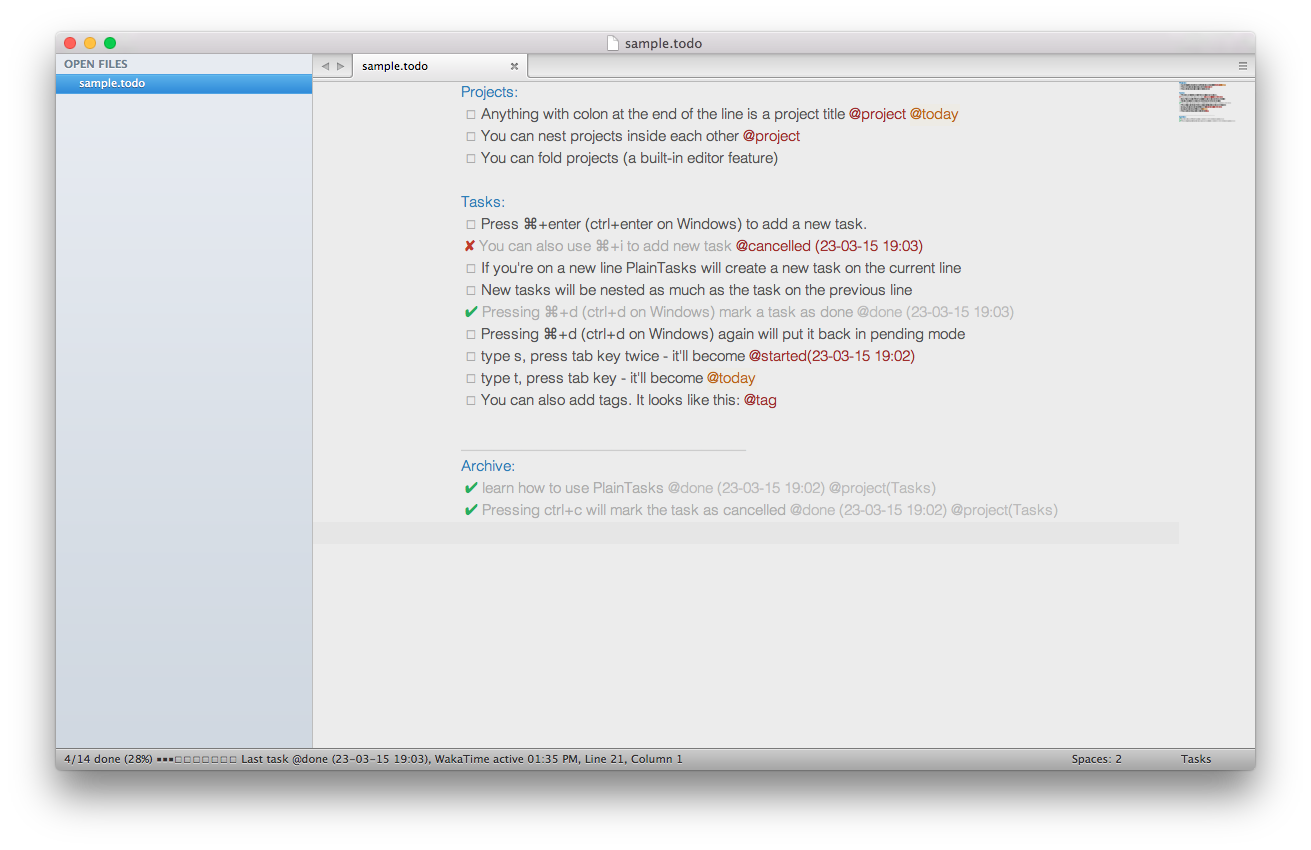 sample.todo
OPEN FILES
sample.todo
sample.todo
Projects:
☐ Anything with colon at the end of the line is a project title @project @today
☐ You can nest projects inside each other @project
☐ You can fold projects (a built-in editor feature)
Tasks:
☐ Press ⌘+enter (ctrl+enter on Windows) to add a new task.
✘ You can also use ⌘+i to add new task @cancelled (23-03-15 19:03)
☐ If you're on a new line PlainTasks will create a new task on the current line
☐ New tasks will be nested as much as the task on the previous line
✔ Pressing ⌘+d (ctrl+d on Windows) mark a task as done @done (23-03-15 19:03)
☐ Pressing ⌘+d (ctrl+d on Windows) again will put it back in pending mode
☐ type s, press tab key twice - it'll become @started(23-03-15 19:02)
☐ type t, press tab key - it'll become @today
☐ You can also add tags. It looks like this: @tag
Archive:
✔ learn how to use PlainTasks @done (23-03-15 19:02) @project(Tasks)
✔ Pressing ctrl+c will mark the task as cancelled @done (23-03-15 19:02) @project(Tasks)
4/14 done (28%) ▪▪▪☐☐☐☐☐☐☐ Last task @done (23-03-15 19:03), WakaTime active 01:35 PM, Line 21, Column 1
Spaces: 2
Tasks